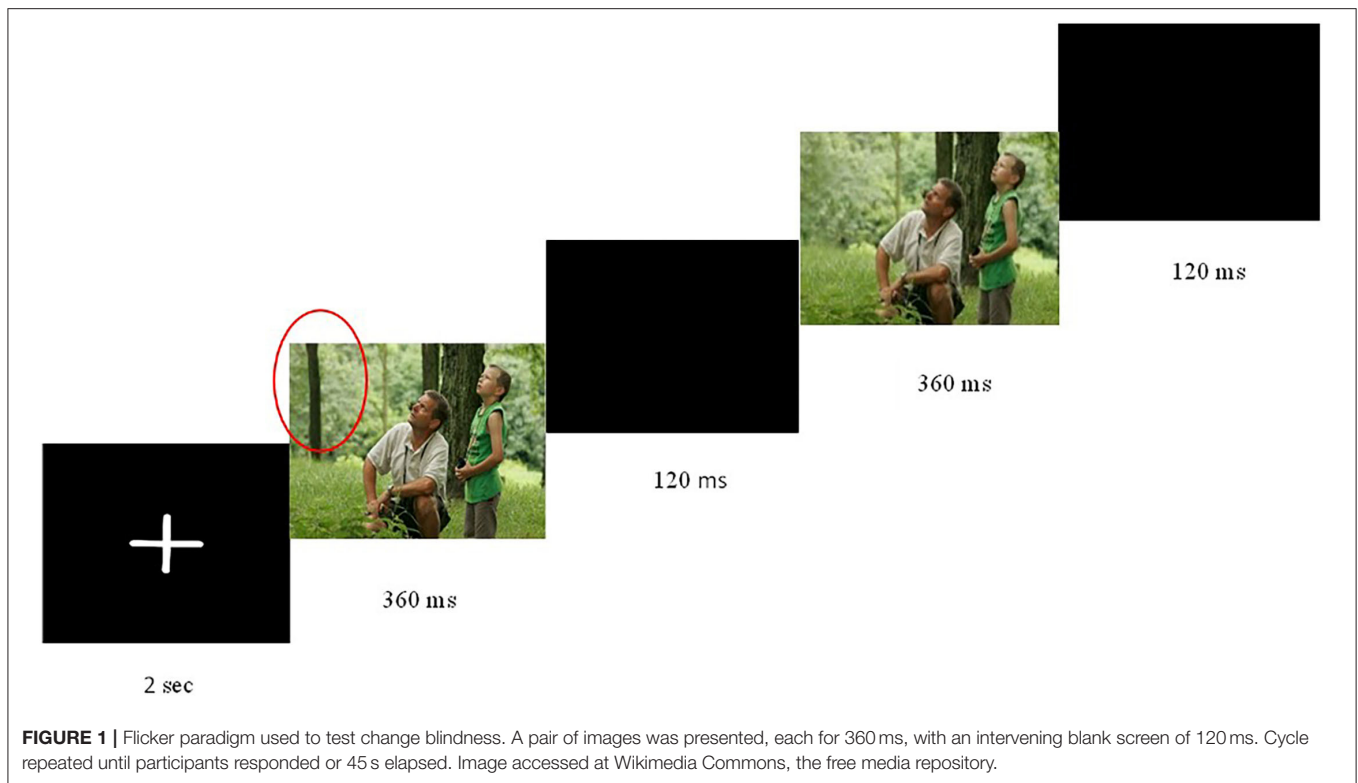 120 ms
360 ms
120 ms
360 ms
2 sec
FIGURE 1 | Flicker paradigm used to test change blindness. A pair of images was presented, each for 360 ms, with an intervening blank screen of 120 ms. Cycle
repeated until participants responded or 45 s elapsed. Image accessed at Wikimedia Commons, the free media repository.